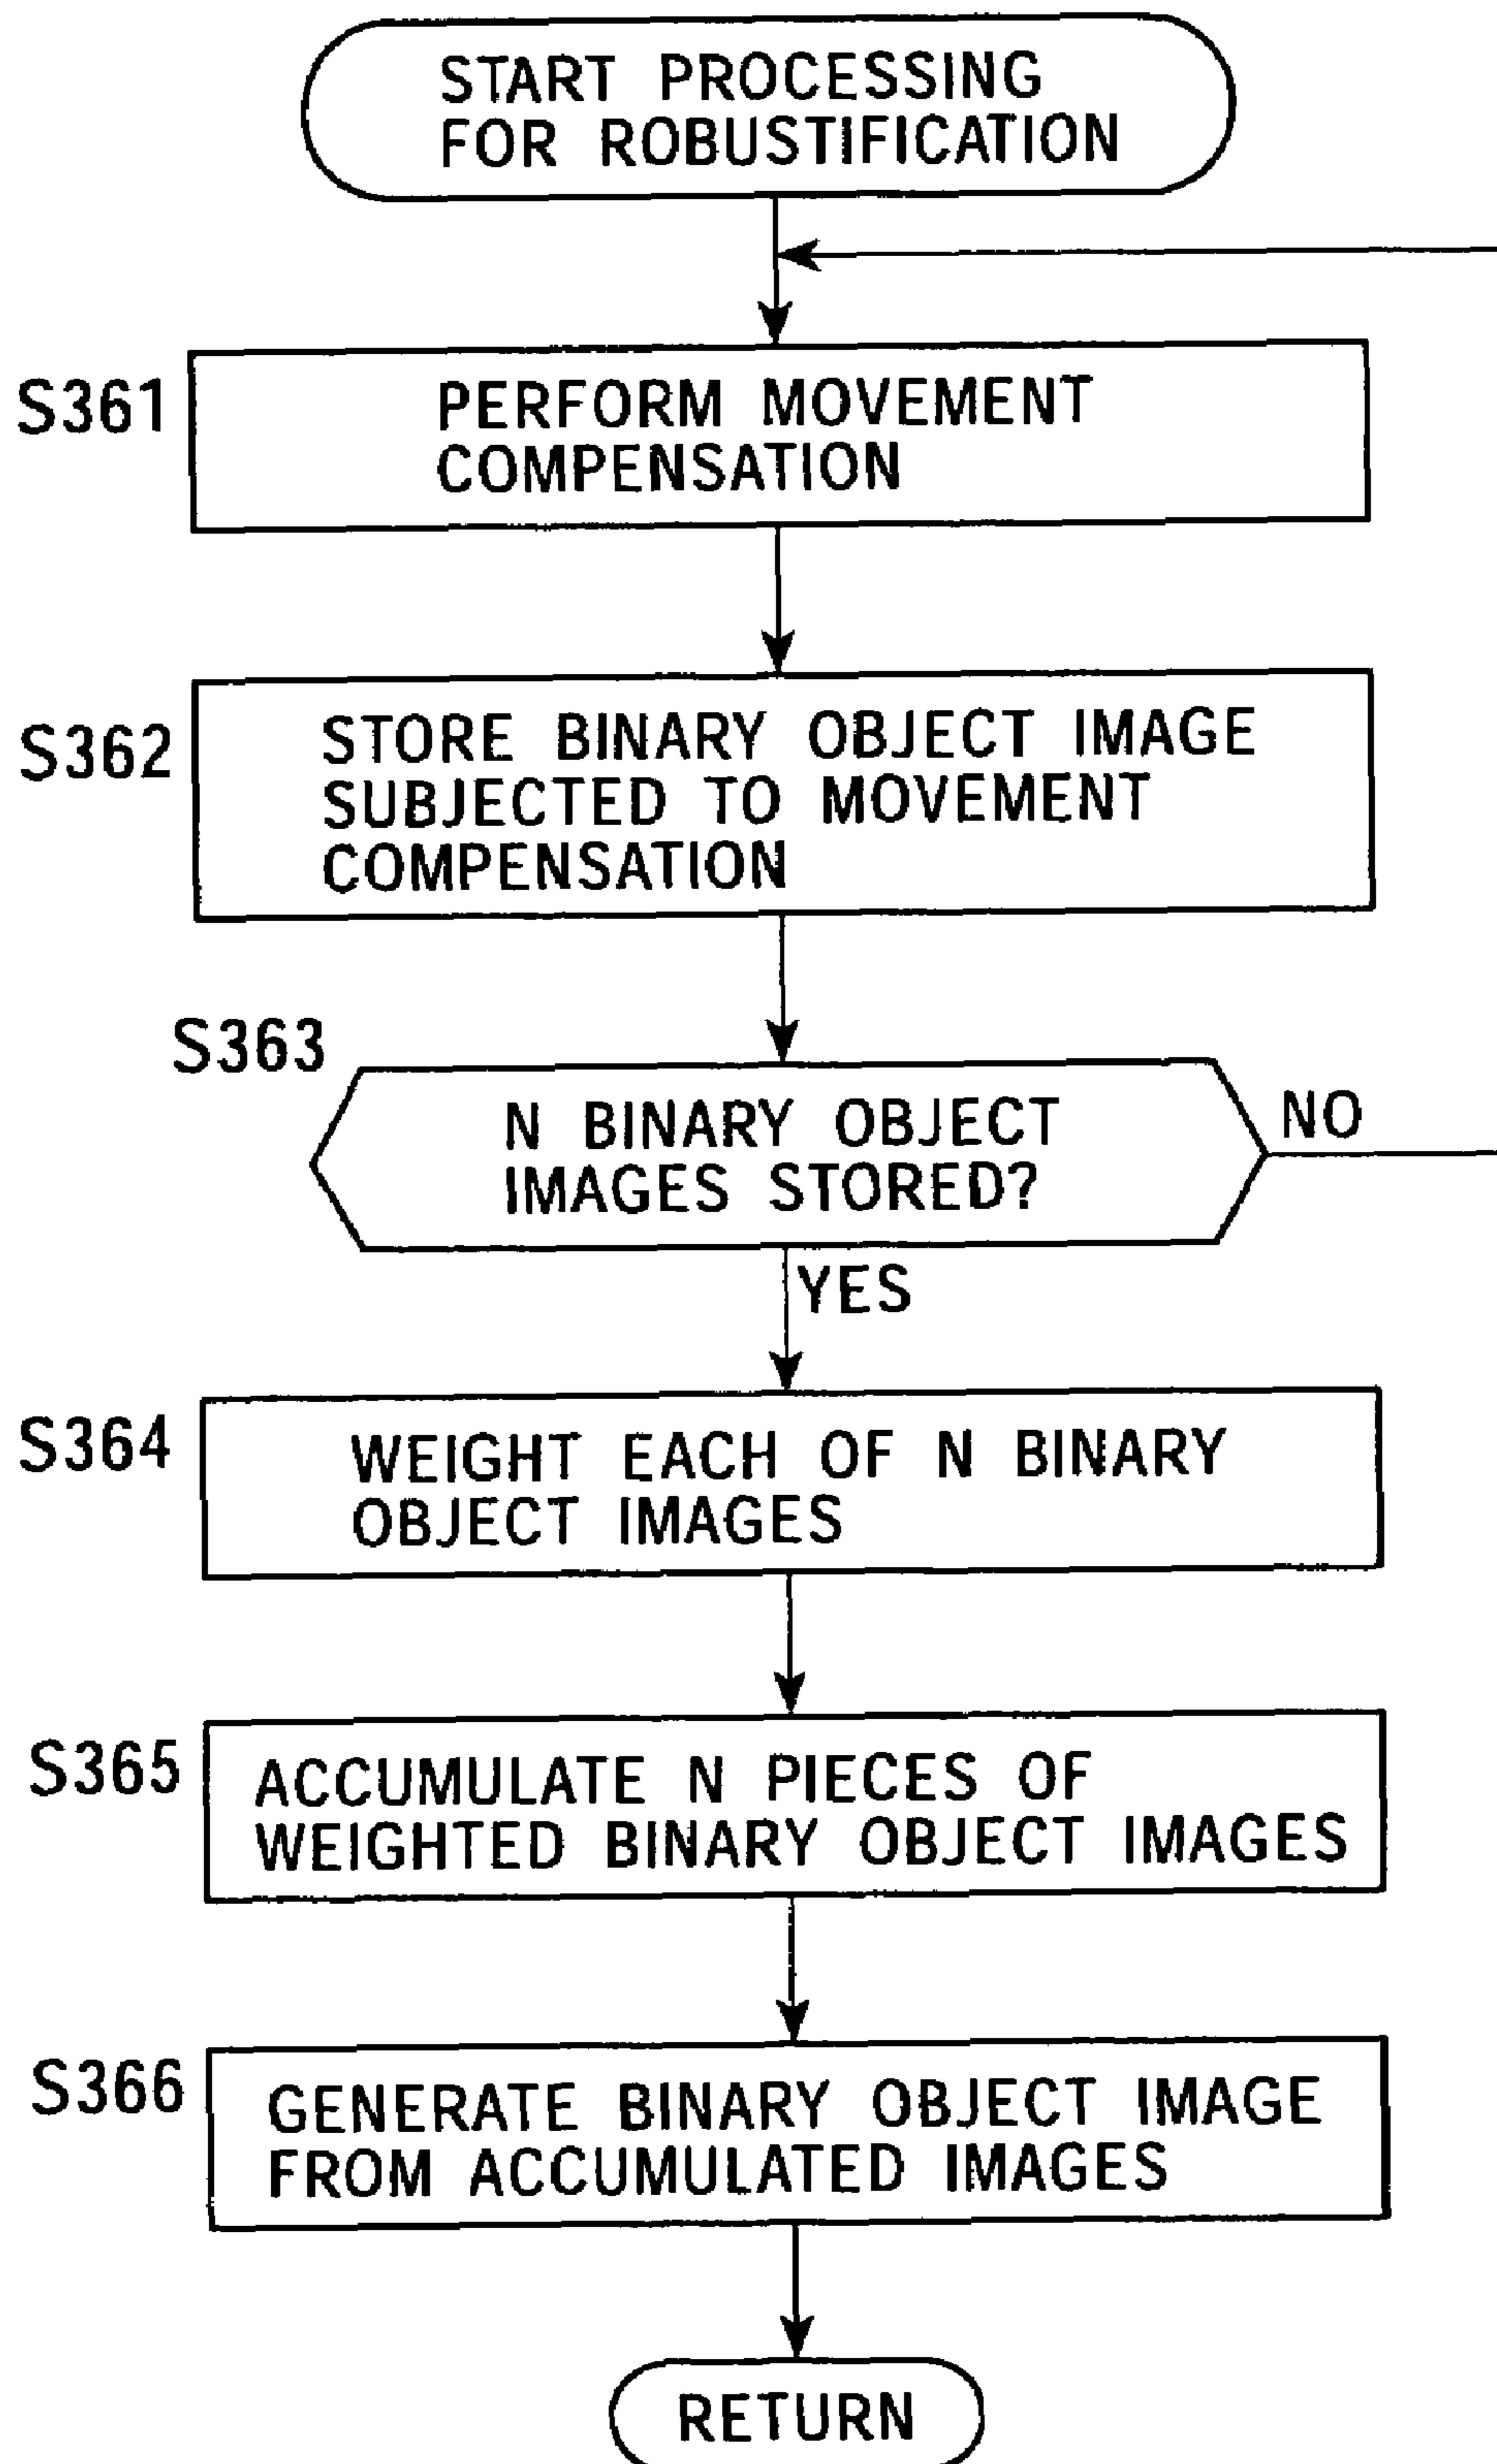 START PROCESSING
FOR ROBUSTIFICATION
S361
PERFORM MOVEMENT
COMPENSATION
S362
STORE BINARY OBJECT IMAGE
SUBJECTED TO MOVEMENT
COMPENSATION
S363
N BINARY OBJECT
IMAGES STORED?
NO
YES
S364
WEIGHT EACH OF N BINARY
OBJECT IMAGES
S365
ACCUMULATE N PIECES OF
WEIGHTED BINARY OBJECT IMAGES
S366
GENERATE BINARY OBJECT IMAGE
FROM ACCUMULATED IMAGES
RETURN